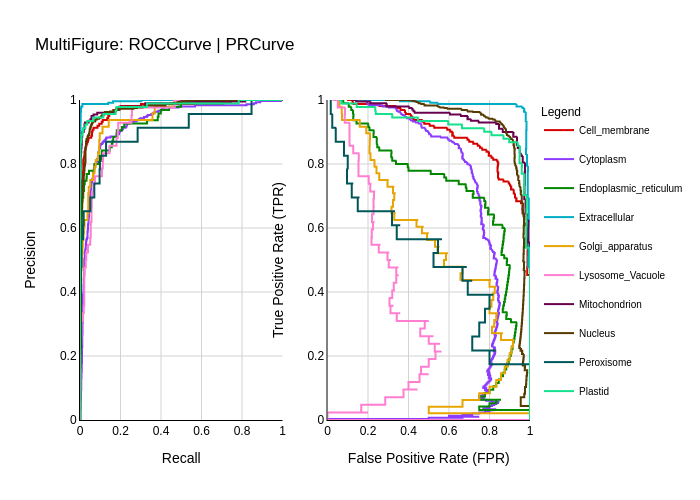 MultiFigure: ROCCurve | PRCurve
Precision
1
0.8
0.6
0.4
0.2
0
0
0.2
0.4
0.6
0.8
1
Recall
True Positive Rate (TPR)
1
0.8
0.6
0.4
0.2
0
0
0.2
0.4
0.6
0.8
1
False Positive Rate (FPR)
Legend
Cell_membrane
Cytoplasm
Endoplasmic_reticulum
Extracellular
Golgi_apparatus
Lysosome_Vacuole
Mitochondrion
Nucleus
Peroxisome
Plastid